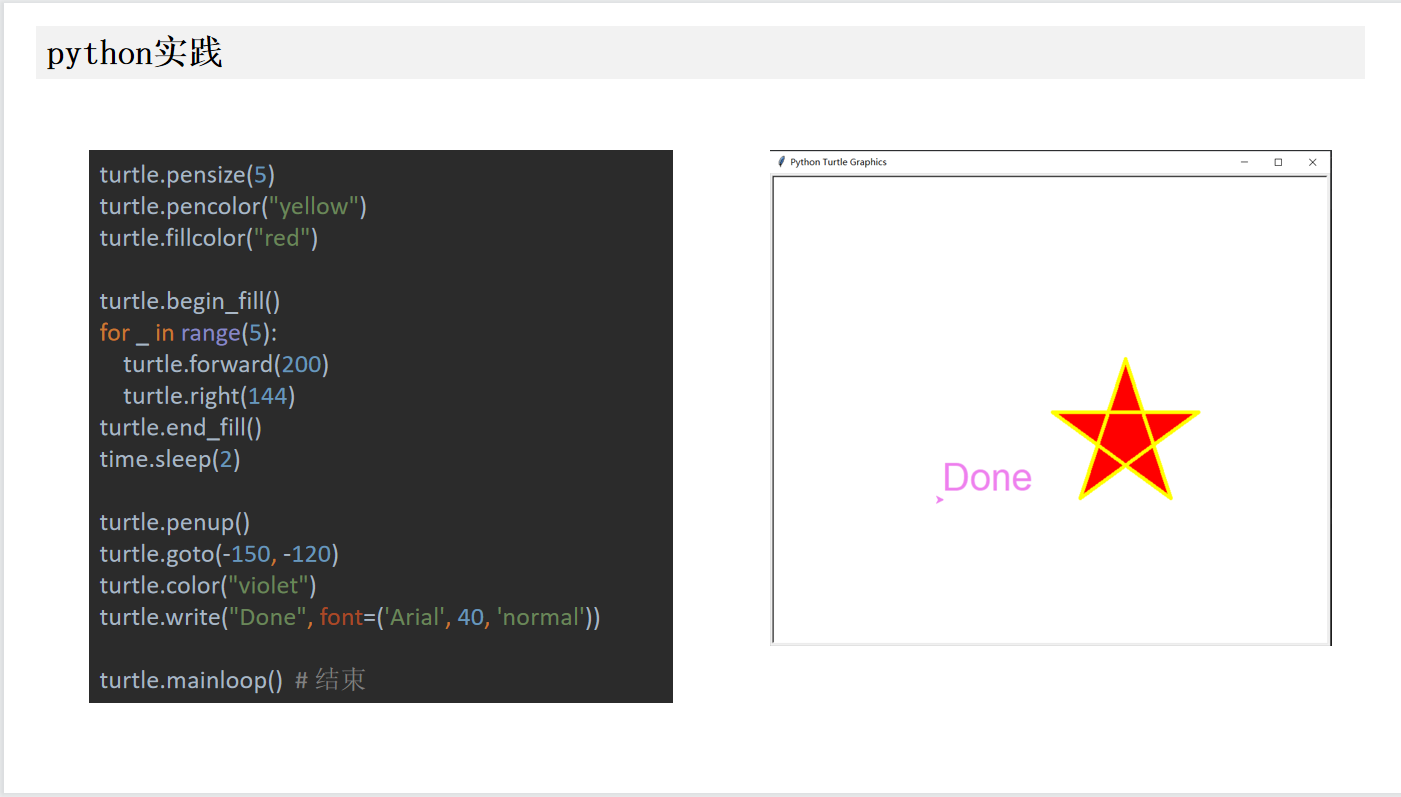 python实践
turtle.pensize(5)
turtle.pencolor("yellow")
turtle.fillcolor("red")
turtle.begin_fill()
for _ in range(5):
    turtle.forward(200)
    turtle.right(144)
turtle.end_fill()
time.sleep(2)
turtle.penup()
turtle.goto(-150, -120)
turtle.color("violet")
turtle.write("Done", font=('Arial', 40, 'normal'))
turtle.mainloop()  # 结束
Python Turtle Graphics
Done